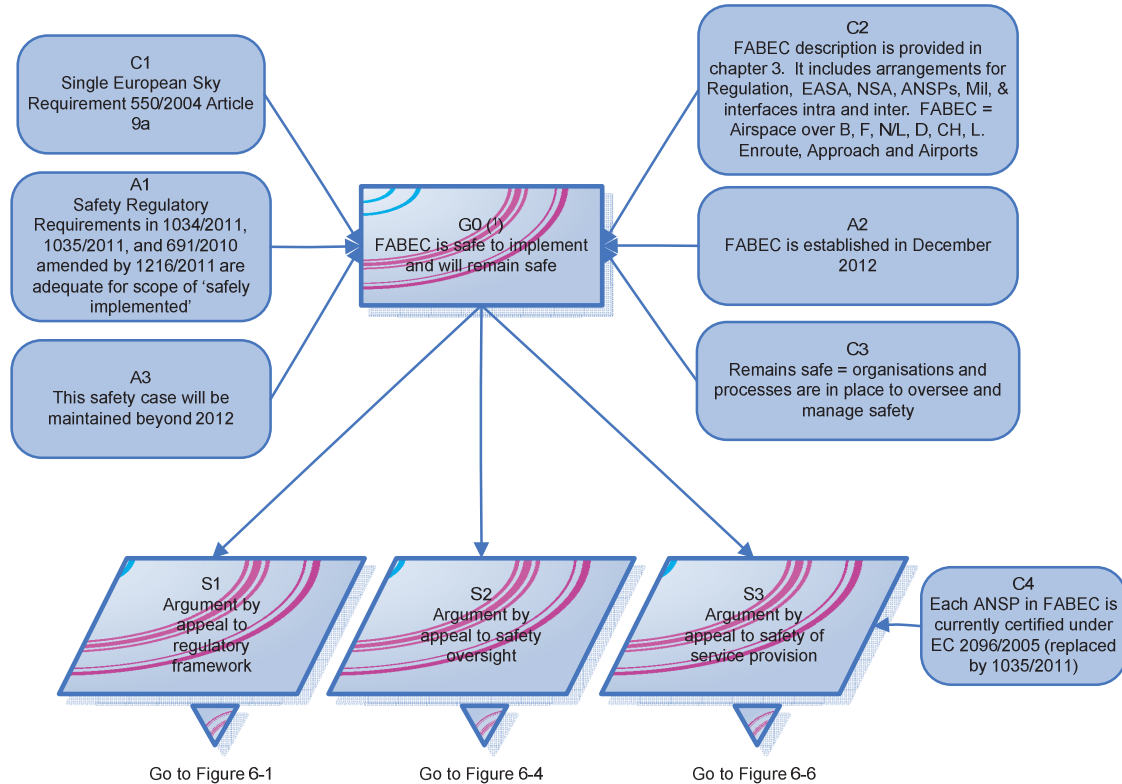 C1
Single European Sky
Requirement 550/2004 Article
9a
C2
FABEC description is provided in
chapter 3. It includes arrangements for
Regulation, EASA, NSA, ANSPs, Mil, &
interfaces intra and inter. FABEC =
Airspace over B, F, N/L, D, CH, L.
Enroute, Approach and Airports
A1
Safety Regulatory
Requirements in 1034/2011,
1035/2011, and 691/2010
amended by 1216/2011 are
adequate for scope of ‘safely
implemented’
G0 (¹)
FABEC is safe to implement
and will remain safe
A2
FABEC is established in December
2012
A3
This safety case will be
maintained beyond 2012
C3
Remains safe = organisations and
processes are in place to oversee and
manage safety
S1
Argument by
appeal to
regulatory
framework
S2
Argument by
appeal to safety
oversight
S3
Argument by
appeal to safety of
service provision
C4
Each ANSP in FABEC is
currently certified under
EC 2096/2005 (replaced
by 1035/2011)
Go to Figure 6-1
Go to Figure 6-4
Go to Figure 6-6